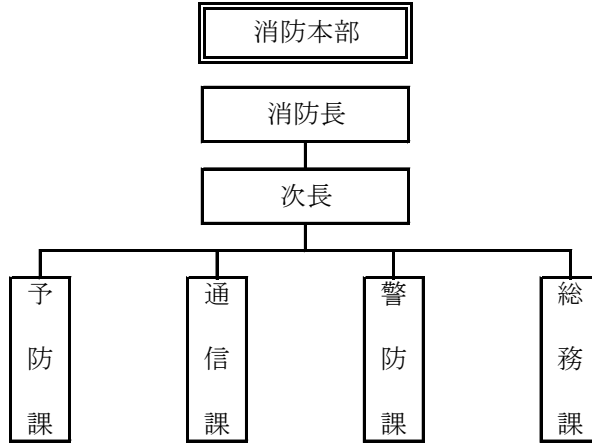 消防本部
消防長
次長
予防課
通信課
警防課
総務課